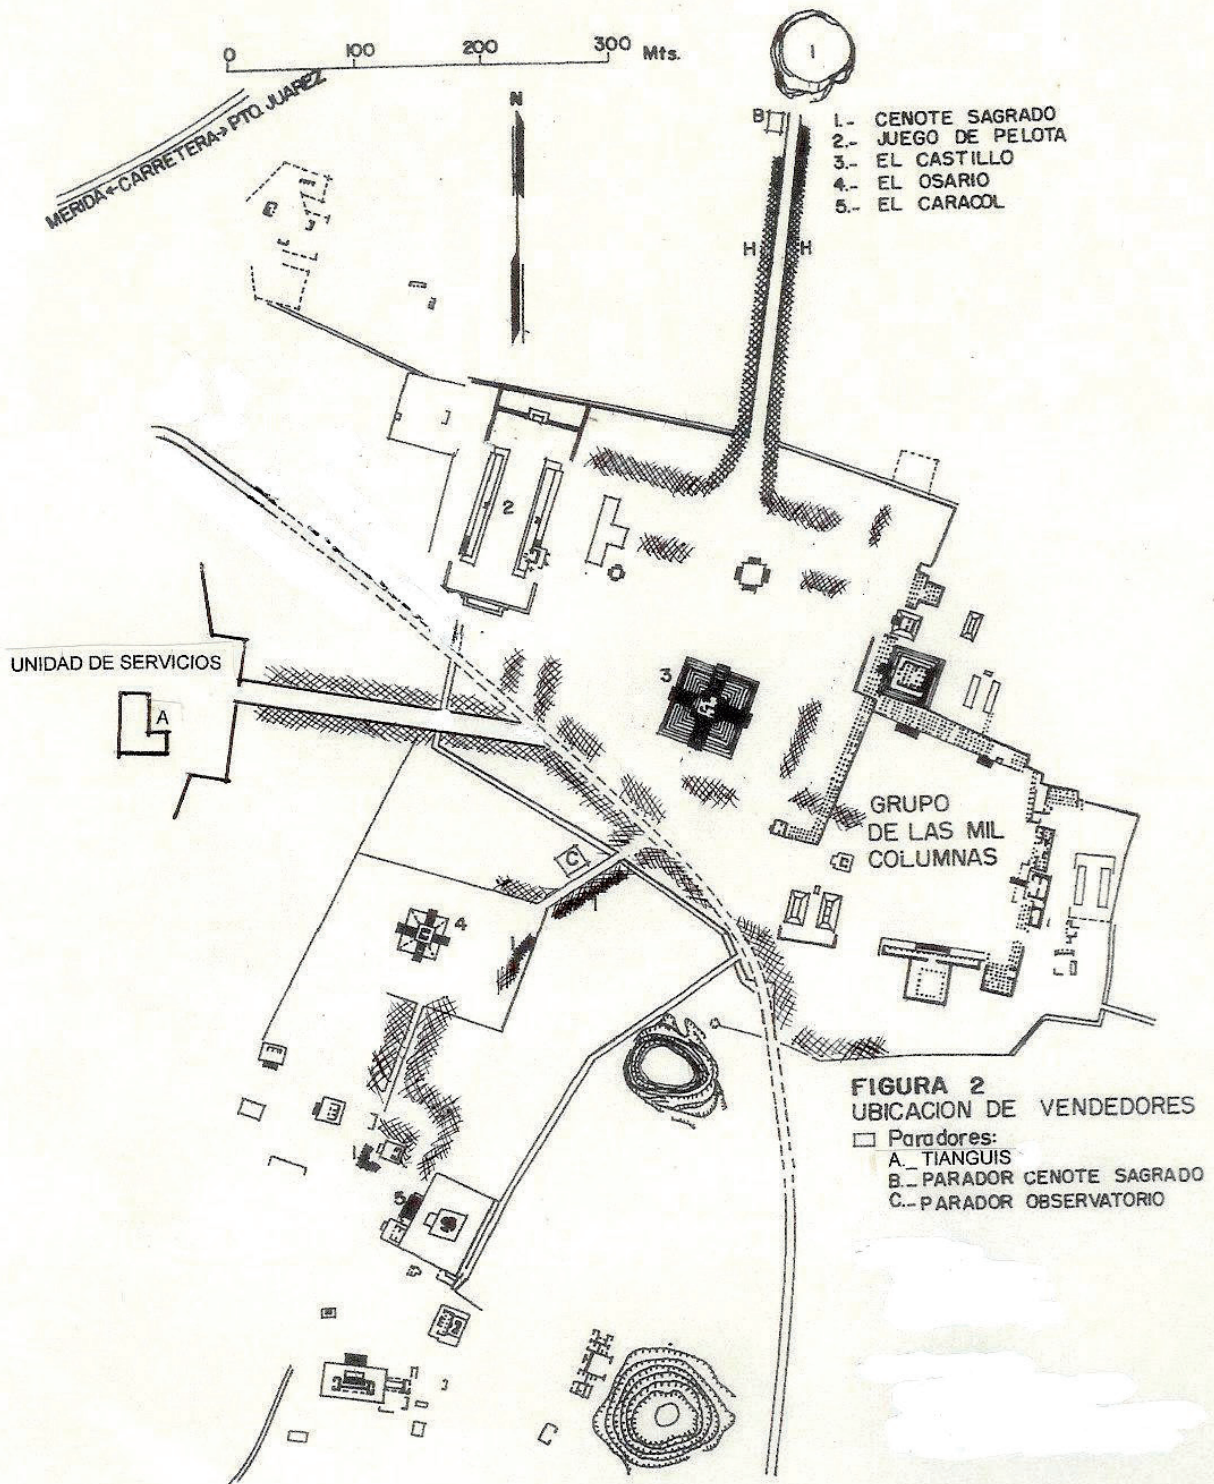 0 100 200 300 Mts.
MERIDA←CARRETERA→PTO. JUAREZ
N
1
B
1.- CENOTE SAGRADO
2.- JUEGO DE PELOTA
3.- EL CASTILLO
4.- EL OSARIO
5.- EL CARACOL
H H
2
UNIDAD DE SERVICIOS
A
3
GRUPO
DE LAS MIL
COLUMNAS
C
4
5
FIGURA 2
UBICACION DE VENDEDORES
Paradores:
A._ TIANGUIS
B._ PARADOR CENOTE SAGRADO
C.- PARADOR OBSERVATORIO